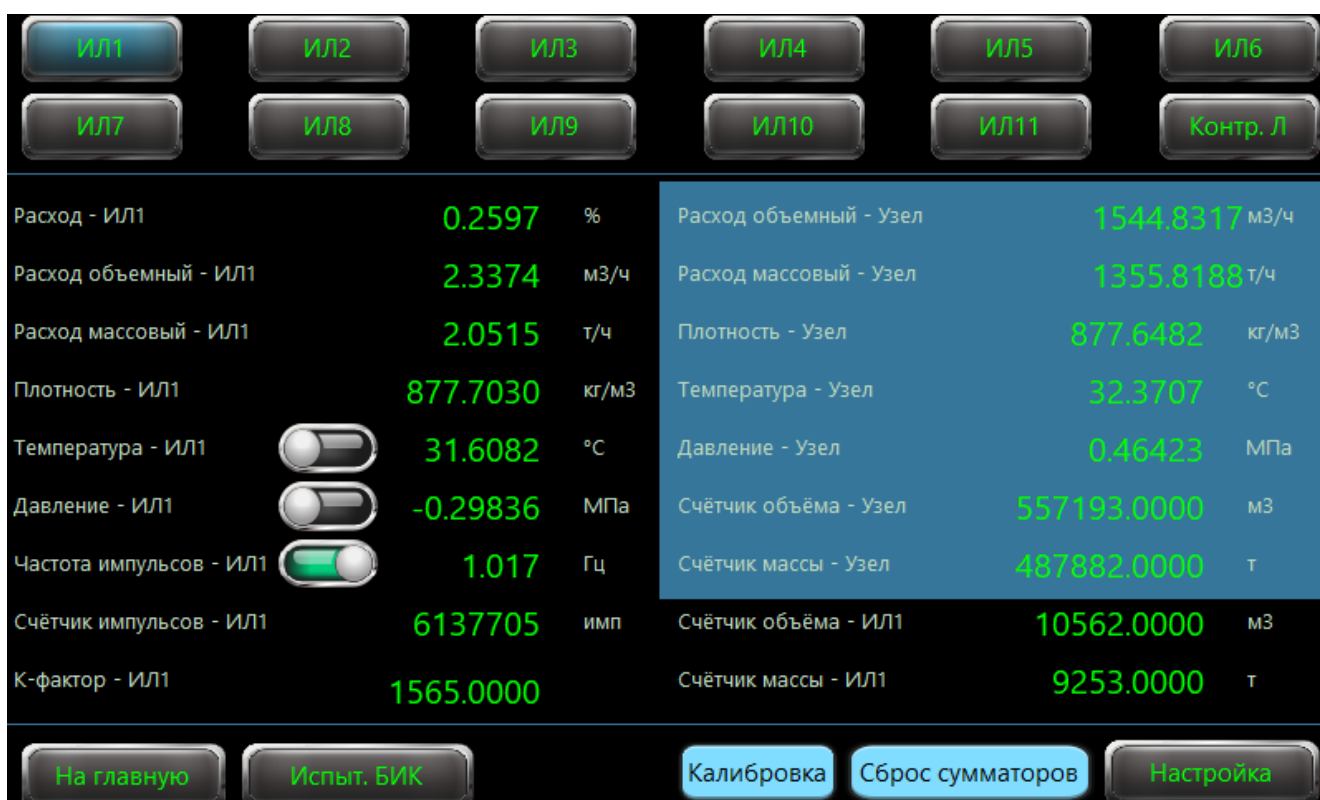 ИЛ1 ИЛ2 ИЛ3 ИЛ4 ИЛ5 ИЛ6
ИЛ7 ИЛ8 ИЛ9 ИЛ10 ИЛ11 Контр. Л
Расход - ИЛ1 0.2597 % Расход объемный - Узел 1544.8317 м3/ч
Расход объемный - ИЛ1 2.3374 м3/ч Расход массовый - Узел 1355.8188 т/ч
Расход массовый - ИЛ1 2.0515 т/ч Плотность - Узел 877.6482 кг/м3
Плотность - ИЛ1 877.7030 кг/м3 Температура - Узел 32.3707 °C
Температура - ИЛ1 31.6082 °C Давление - Узел 0.46423 МПа
Давление - ИЛ1 -0.29836 МПа Счётчик объёма - Узел 557193.0000 м3
Частота импульсов - ИЛ1 1.017 Гц Счётчик массы - Узел 487882.0000 т
Счётчик импульсов - ИЛ1 6137705 имп Счётчик объёма - ИЛ1 10562.0000 м3
К-фактор - ИЛ1 1565.0000 Счётчик массы - ИЛ1 9253.0000 т
На главную Испыт. БИК Калибровка Сброс сумматоров Настройка